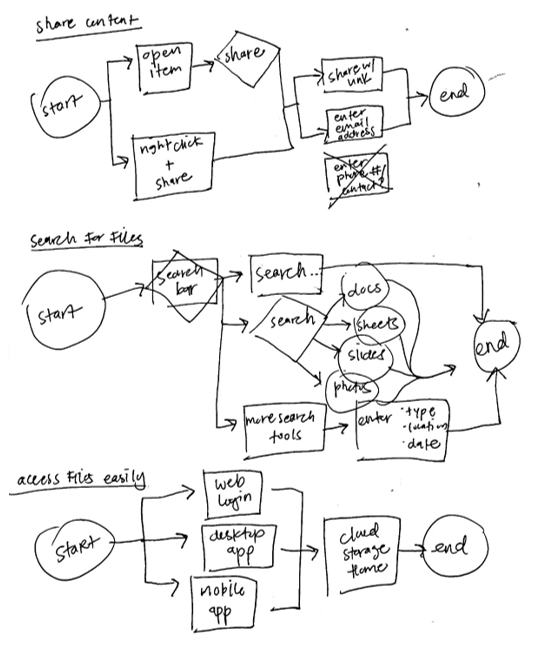 share content
open
item
share
start
right click
+
share
share w/
link
enter
email
address
end
enter
phone #/
contact?
search for files
start
search
bar
search...
search
docs
sheets
slides
photos
more search
tools
enter · type
· location
· date
end
access files easily
start
web
login
desktop
app
mobile
app
cloud
storage
home
end